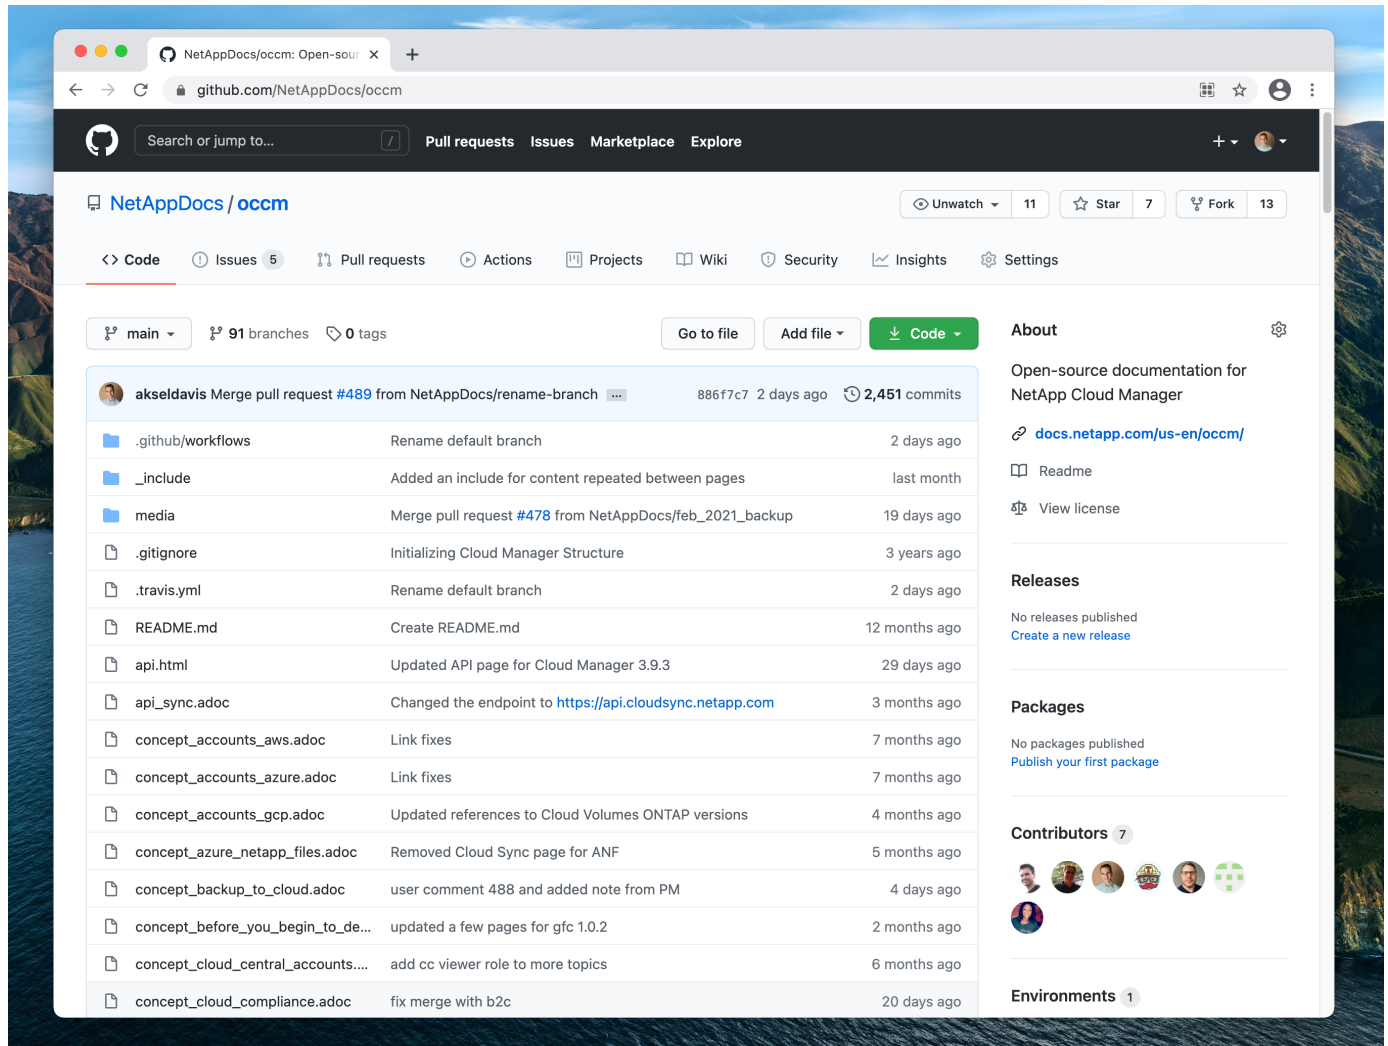 NetAppDocs/occm: Open-sour
github.com/NetAppDocs/occm
Search or jump to... / Pull requests Issues Marketplace Explore
NetAppDocs / occm Unwatch 11 Star 7 Fork 13
Code Issues 5 Pull requests Actions Projects Wiki Security Insights Settings
main 91 branches 0 tags Go to file Add file Code
akseldavis Merge pull request #489 from NetAppDocs/rename-branch ... 886f7c7 2 days ago 2,451 commits
.github/workflows Rename default branch 2 days ago
_include Added an include for content repeated between pages last month
media Merge pull request #478 from NetAppDocs/feb_2021_backup 19 days ago
.gitignore Initializing Cloud Manager Structure 3 years ago
.travis.yml Rename default branch 2 days ago
README.md Create README.md 12 months ago
api.html Updated API page for Cloud Manager 3.9.3 29 days ago
api_sync.adoc Changed the endpoint to https://api.cloudsync.netapp.com 3 months ago
concept_accounts_aws.adoc Link fixes 7 months ago
concept_accounts_azure.adoc Link fixes 7 months ago
concept_accounts_gcp.adoc Updated references to Cloud Volumes ONTAP versions 4 months ago
concept_azure_netapp_files.adoc Removed Cloud Sync page for ANF 5 months ago
concept_backup_to_cloud.adoc user comment 488 and added note from PM 4 days ago
concept_before_you_begin_to_de... updated a few pages for gfc 1.0.2 2 months ago
concept_cloud_central_accounts.... add cc viewer role to more topics 6 months ago
concept_cloud_compliance.adoc fix merge with b2c 20 days ago
About
Open-source documentation for
NetApp Cloud Manager
docs.netapp.com/us-en/occm/
Readme
View license
Releases
No releases published
Create a new release
Packages
No packages published
Publish your first package
Contributors 7
Environments 1